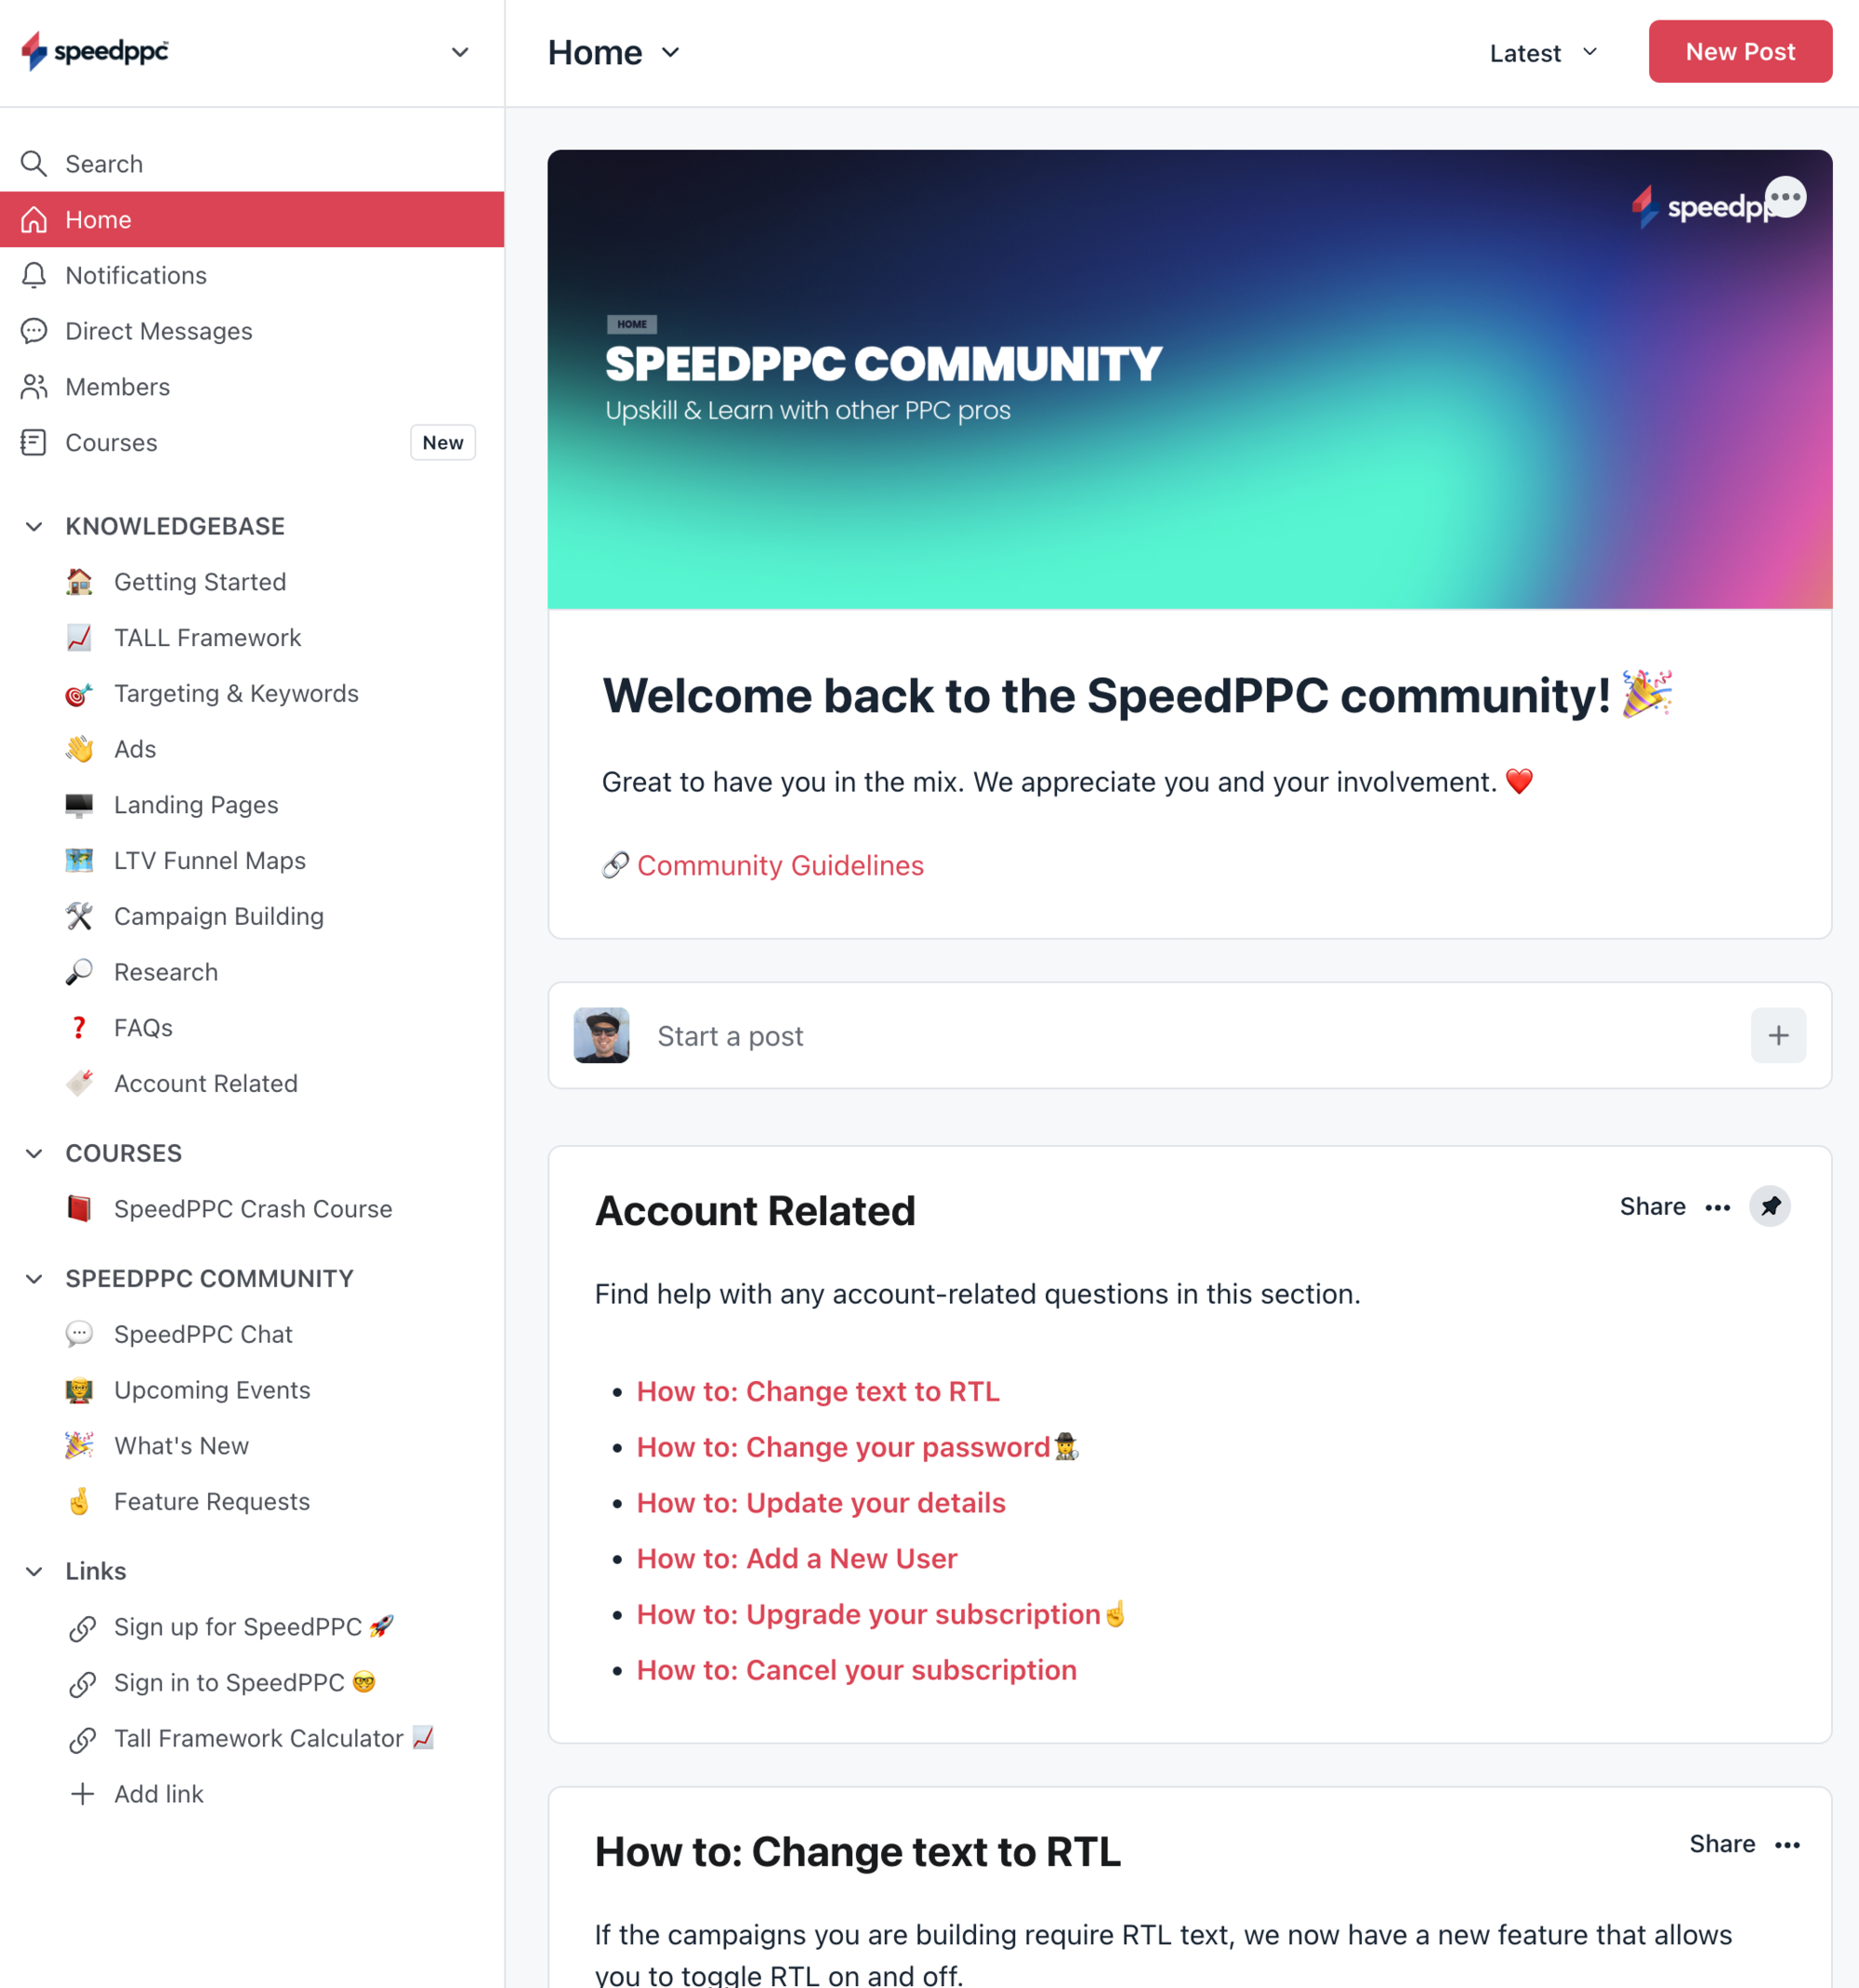 speedppc
Home
Latest
New Post
Search
Home
Notifications
Direct Messages
Members
Courses
New
KNOWLEDGEBASE
Getting Started
TALL Framework
Targeting & Keywords
Ads
Landing Pages
LTV Funnel Maps
Campaign Building
Research
FAQs
Account Related
COURSES
SpeedPPC Crash Course
SPEEDPPC COMMUNITY
SpeedPPC Chat
Upcoming Events
What's New
Feature Requests
Links
Sign up for SpeedPPC 🚀
Sign in to SpeedPPC 🤓
Tall Framework Calculator 📈
Add link
speedpp
HOME
SPEEDPPC COMMUNITY
Upskill & Learn with other PPC pros
Welcome back to the SpeedPPC community! 🎉
Great to have you in the mix. We appreciate you and your involvement. ❤️
🔗 Community Guidelines
Start a post
Account Related
Share
Find help with any account-related questions in this section.
• How to: Change text to RTL
• How to: Change your password🕵️
• How to: Update your details
• How to: Add a New User
• How to: Upgrade your subscription☝️
• How to: Cancel your subscription
How to: Change text to RTL
Share
If the campaigns you are building require RTL text, we now have a new feature that allows
you to toggle RTL on and off.